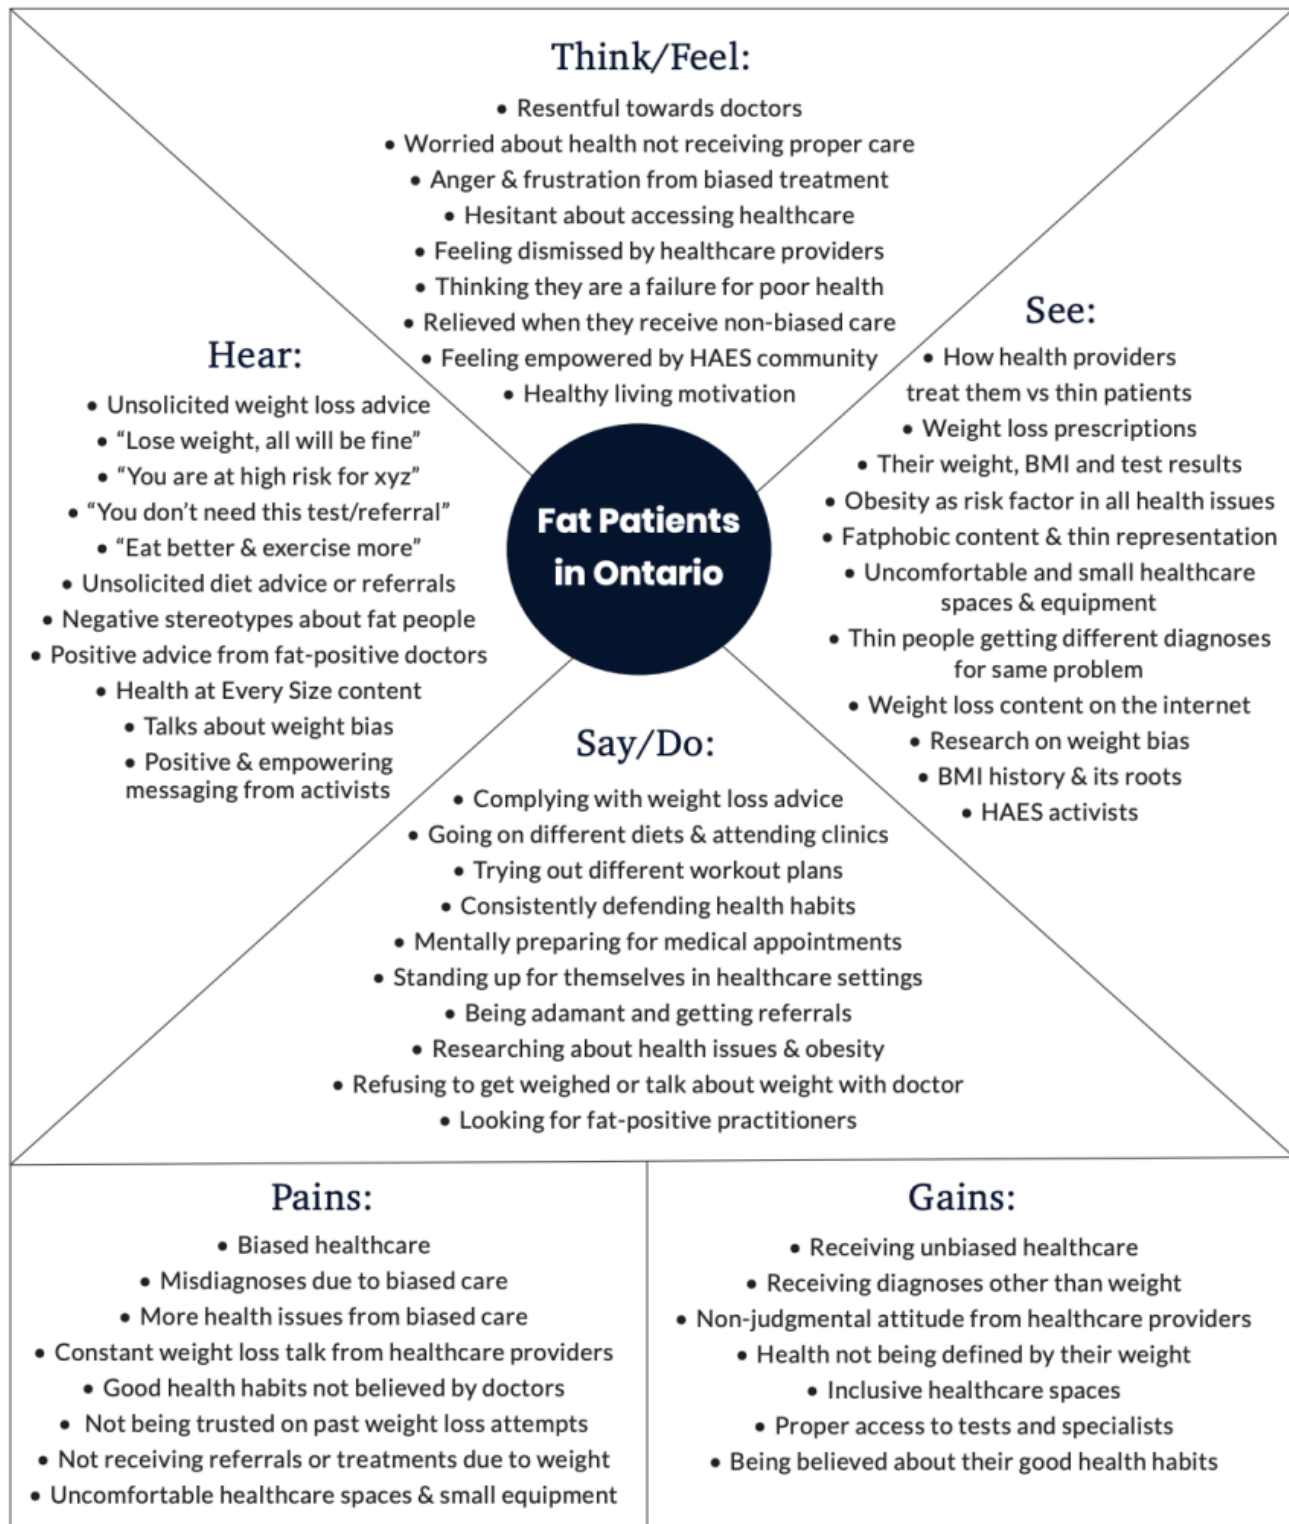 Think/Feel:
• Resentful towards doctors
• Worried about health not receiving proper care
• Anger & frustration from biased treatment
• Hesitant about accessing healthcare
• Feeling dismissed by healthcare providers
• Thinking they are a failure for poor health
• Relieved when they receive non-biased care
• Feeling empowered by HAES community
• Healthy living motivation
Hear:
• Unsolicited weight loss advice
• “Lose weight, all will be fine”
• “You are at high risk for xyz”
• “You don’t need this test/referral”
• “Eat better & exercise more”
• Unsolicited diet advice or referrals
• Negative stereotypes about fat people
• Positive advice from fat-positive doctors
• Health at Every Size content
• Talks about weight bias
• Positive & empowering
messaging from activists
Fat Patients
in Ontario
See:
• How health providers
treat them vs thin patients
• Weight loss prescriptions
• Their weight, BMI and test results
• Obesity as risk factor in all health issues
• Fatphobic content & thin representation
• Uncomfortable and small healthcare
spaces & equipment
• Thin people getting different diagnoses
for same problem
• Weight loss content on the internet
• Research on weight bias
• BMI history & its roots
• HAES activists
Say/Do:
• Complying with weight loss advice
• Going on different diets & attending clinics
• Trying out different workout plans
• Consistently defending health habits
• Mentally preparing for medical appointments
• Standing up for themselves in healthcare settings
• Being adamant and getting referrals
• Researching about health issues & obesity
• Refusing to get weighed or talk about weight with doctor
• Looking for fat-positive practitioners
Pains:
• Biased healthcare
• Misdiagnoses due to biased care
• More health issues from biased care
• Constant weight loss talk from healthcare providers
• Good health habits not believed by doctors
• Not being trusted on past weight loss attempts
• Not receiving referrals or treatments due to weight
• Uncomfortable healthcare spaces & small equipment
Gains:
• Receiving unbiased healthcare
• Receiving diagnoses other than weight
• Non-judgmental attitude from healthcare providers
• Health not being defined by their weight
• Inclusive healthcare spaces
• Proper access to tests and specialists
• Being believed about their good health habits